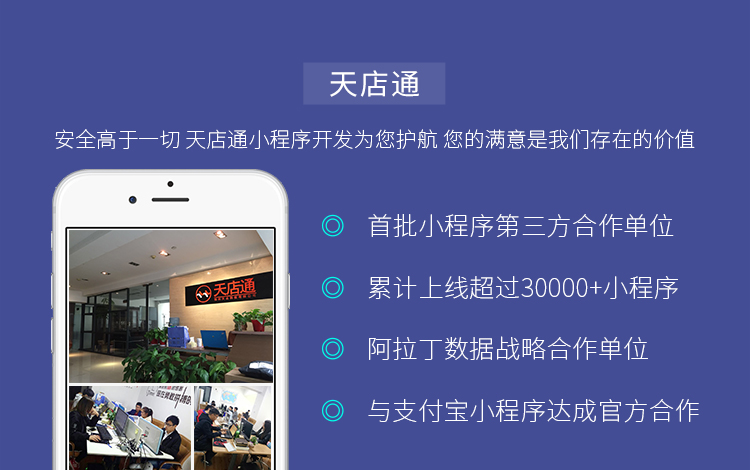 天店通
安全高于一切 天店通小程序开发为您护航 您的满意是我们存在的价值
首批小程序第三方合作单位
累计上线超过30000+小程序
阿拉丁数据战略合作单位
与支付宝小程序达成官方合作
天店通